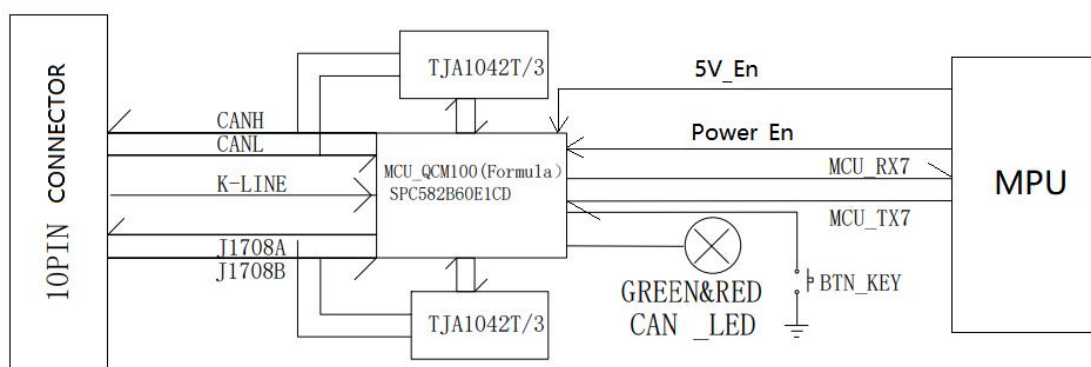 10PIN CONNECTOR
TJA1042T/3
5V_En
CANH
CANL
Power En
MCU_QCM100(Formula)
SPC582B60E1CD
MCU_RX7
K-LINE
MPU
MCU_TX7
J1708A
J1708B
GREEN&RED
CAN _LED
BTN_KEY
TJA1042T/3